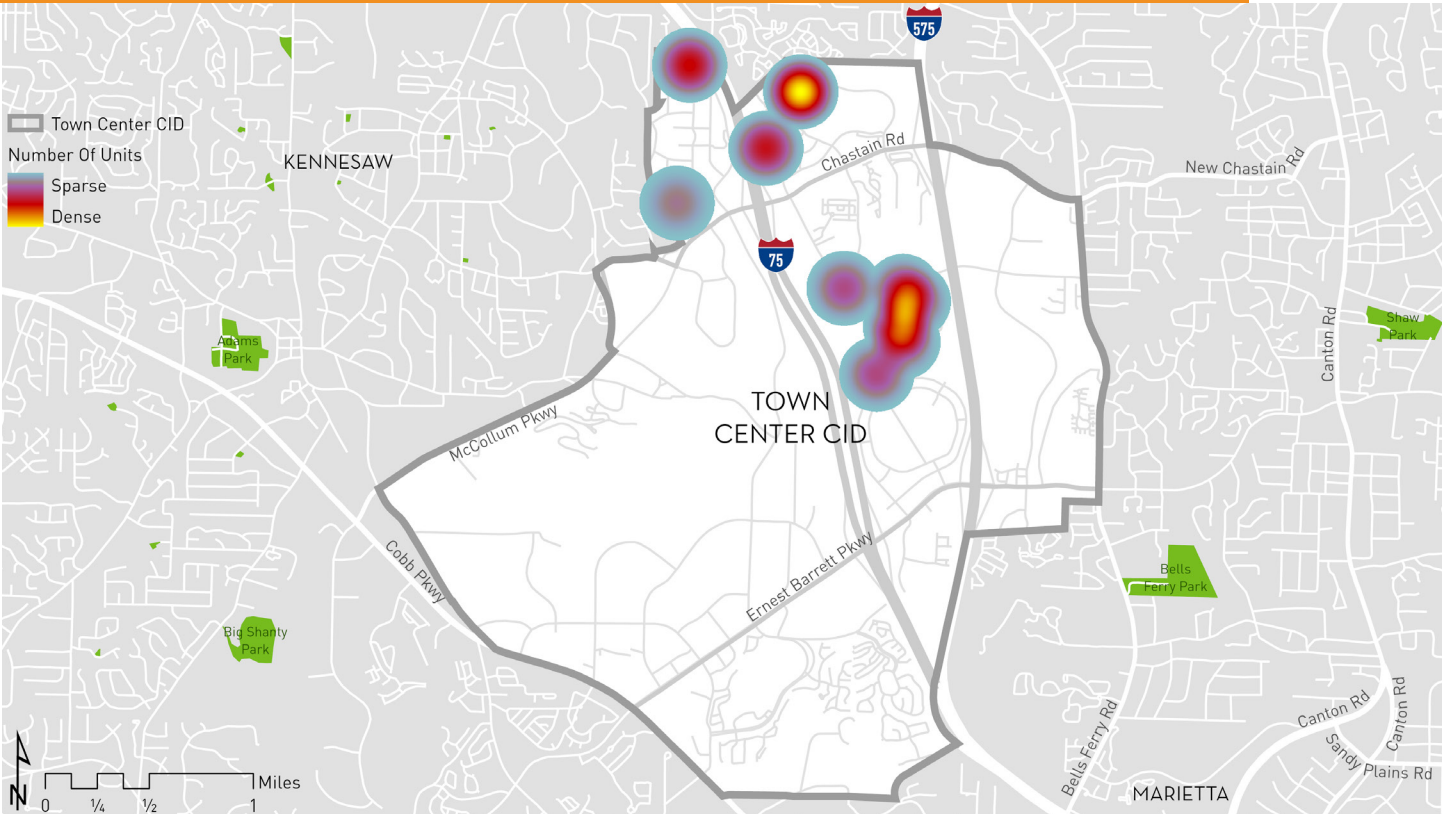 575
Town Center CID
Number Of Units
Sparse
Dense
KENNESAW
Chastain Rd
New Chastain Rd
75
Adams
Park
Canton Rd
Shaw
Park
TOWN
CENTER CID
McCollum Pkwy
Cobb Pkwy
Ernest Barrett Pkwy
Bells
Ferry Park
Big Shanty
Park
Bells Ferry Rd
Canton Rd
Canton Rd
Sandy Plains Rd
MARIETTA
N
Miles
0 1/4 1/2 1